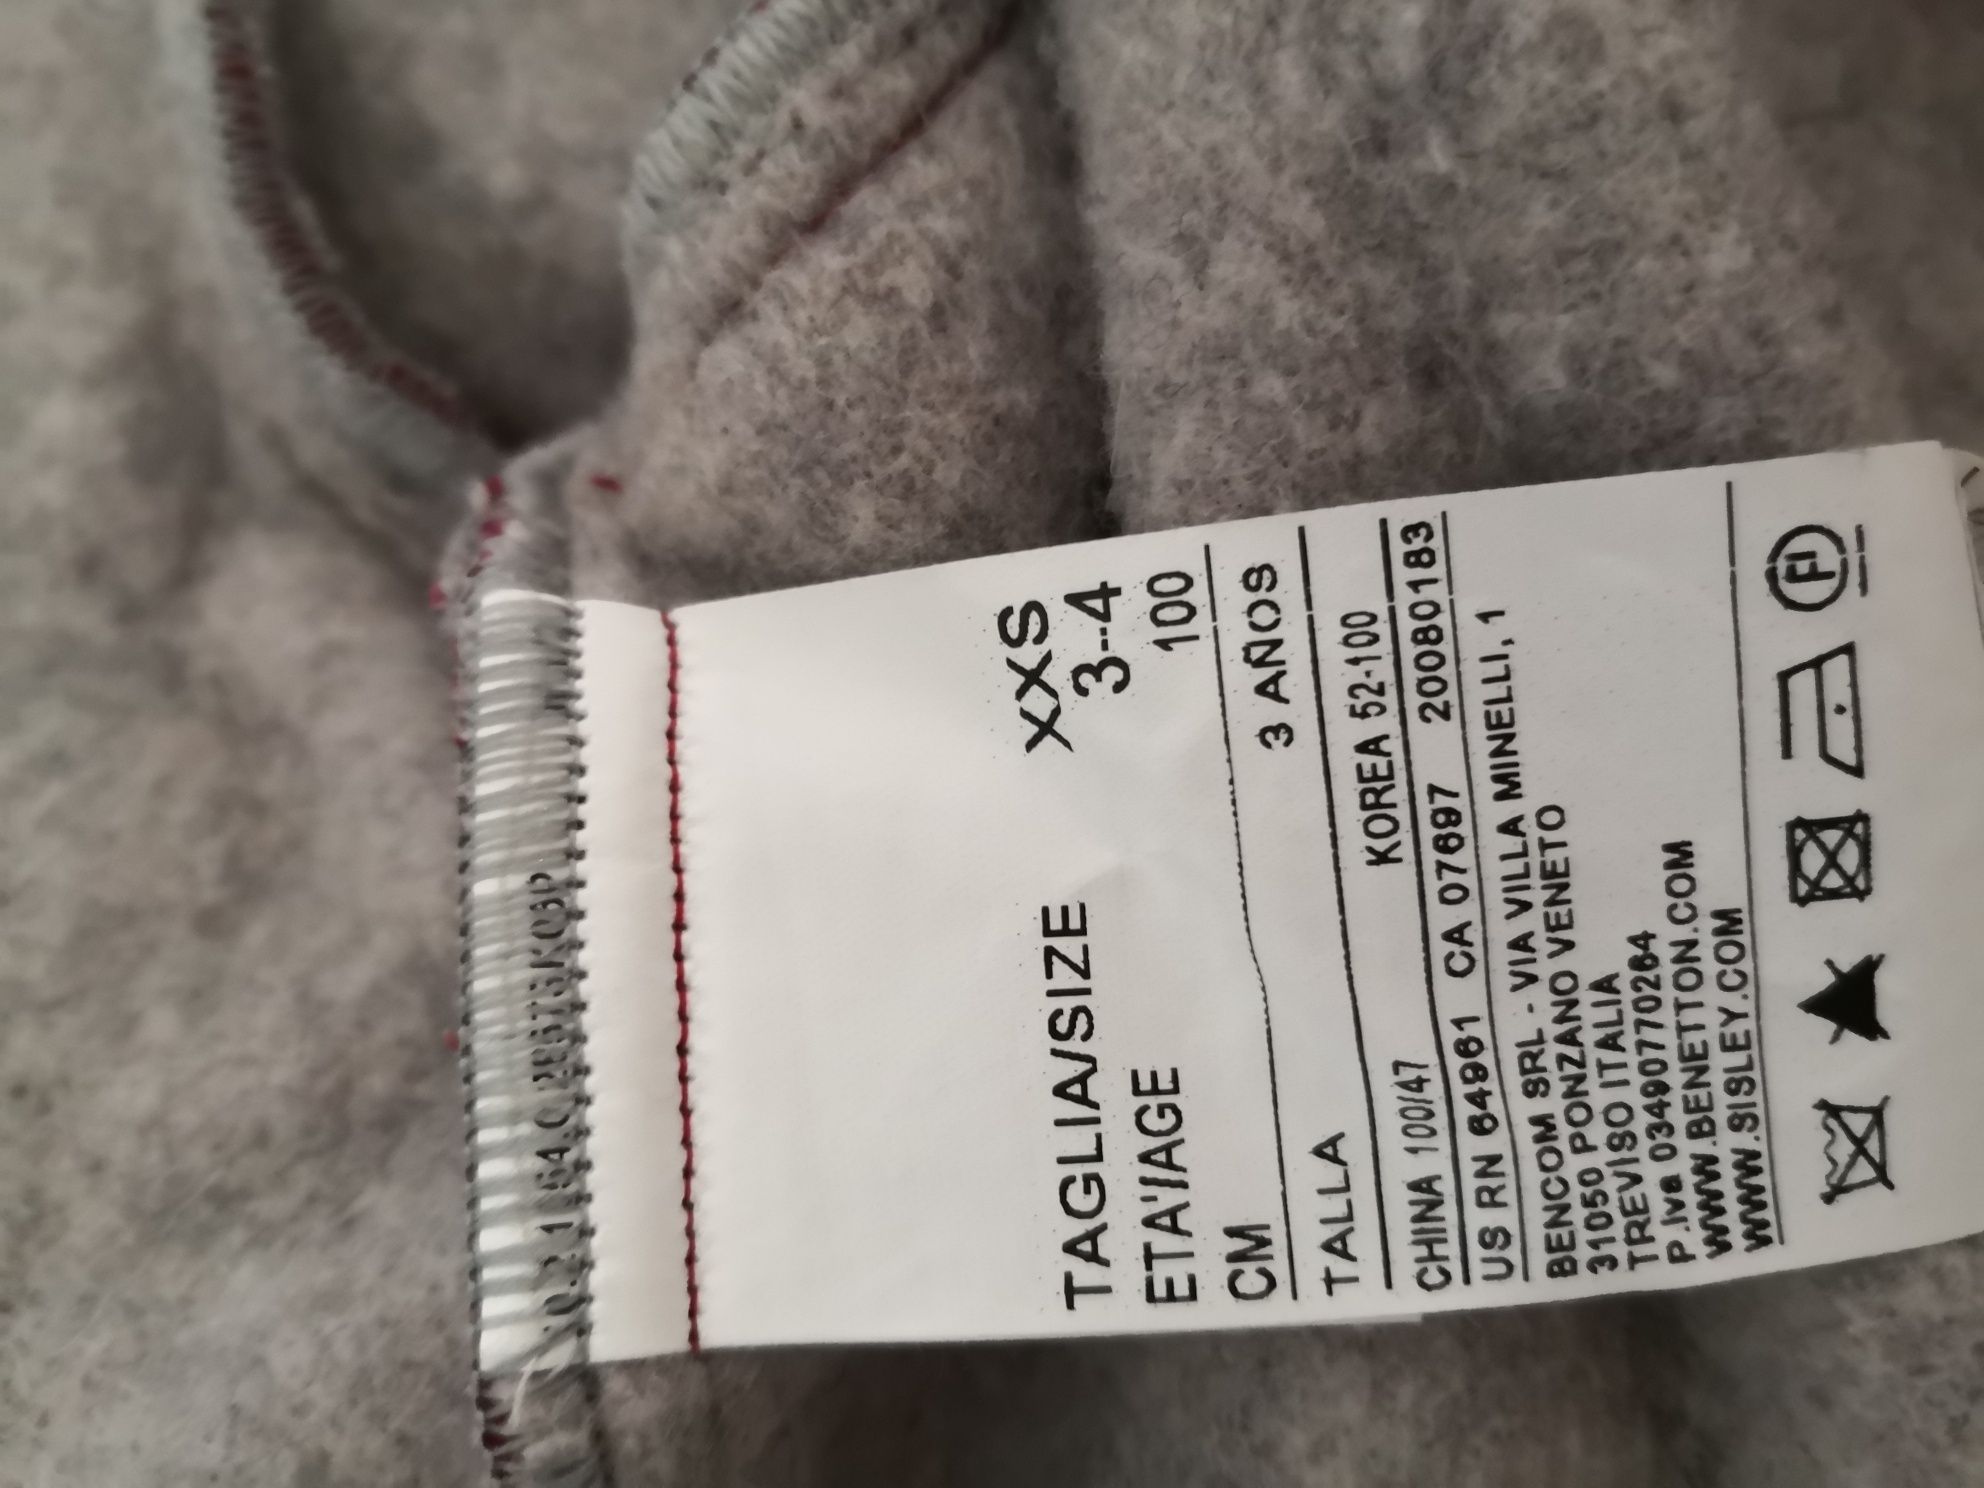 TAGLIA/SIZE XXS
ETA'/AGE 3-4
CM 100
3 AÑOS
TALLA
KOREA 52-100
CHINA 100/47
US RN 64961 CA 07697 20080183
BENCOM SRL - VIA VILLA MINELLI, 1
31050 PONZANO VENETO
TREVISO ITALIA
P.Iva 03490770264
WWW.BENETTON.COM
WWW.SISLEY.COM
F